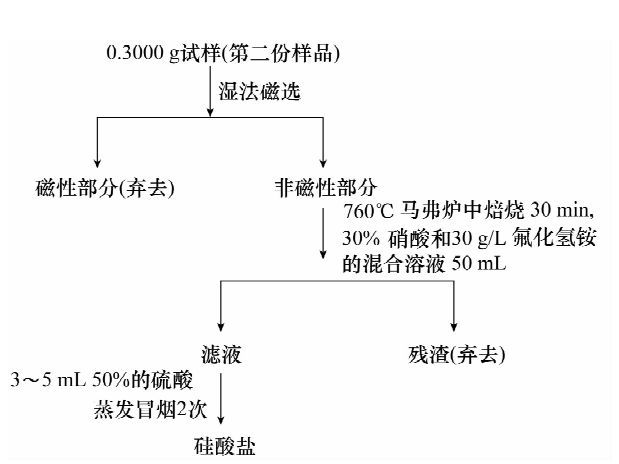 0.3000 g试样(第二份样品)
湿法磁选
磁性部分(弃去)
非磁性部分
760℃ 马弗炉中焙烧 30 min,
30% 硝酸和30 g/L 氟化氢铵
的混合溶液 50 mL
滤液
残渣(弃去)
3～5 mL 50%的硫酸
蒸发冒烟2次
硅酸盐